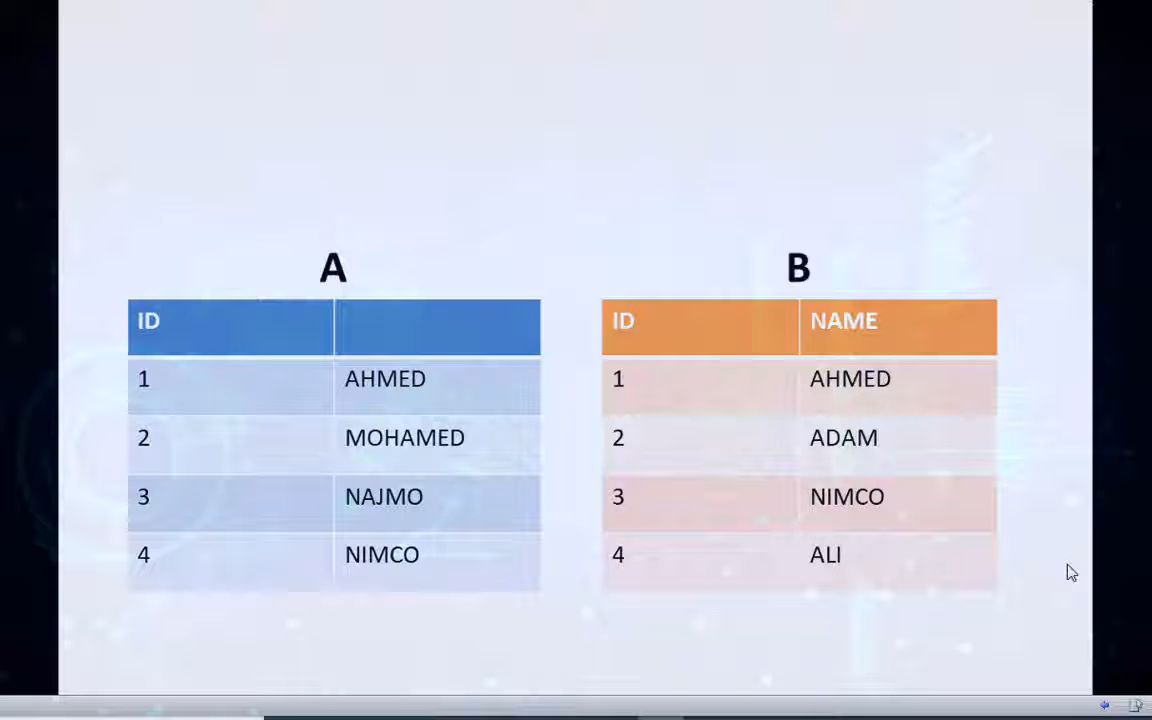 A
ID
1 AHMED
2 MOHAMED
3 NAJMO
4 NIMCO
B
ID NAME
1 AHMED
2 ADAM
3 NIMCO
4 ALI